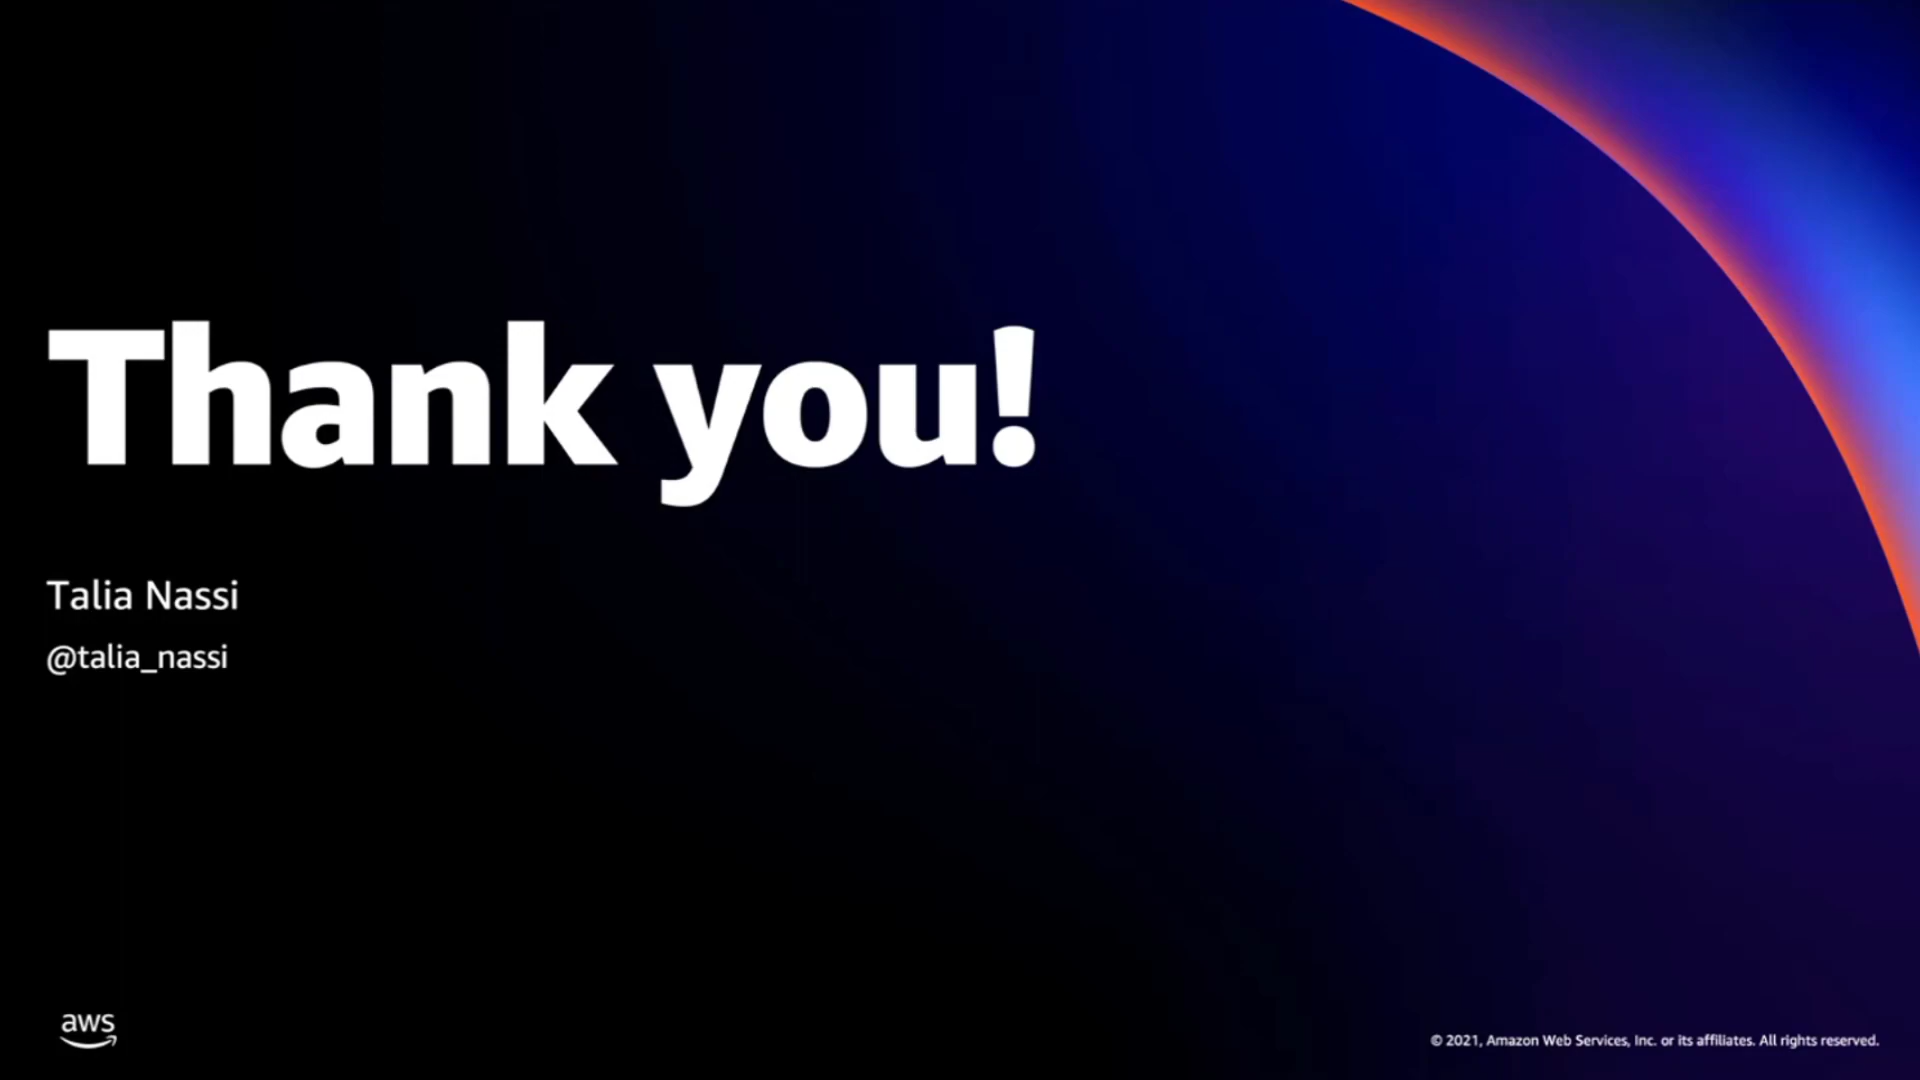 Thank you!
Talia Nassi
@talia_nassi
aws
© 2021, Amazon Web Services, Inc. or its affiliates. All rights reserved.